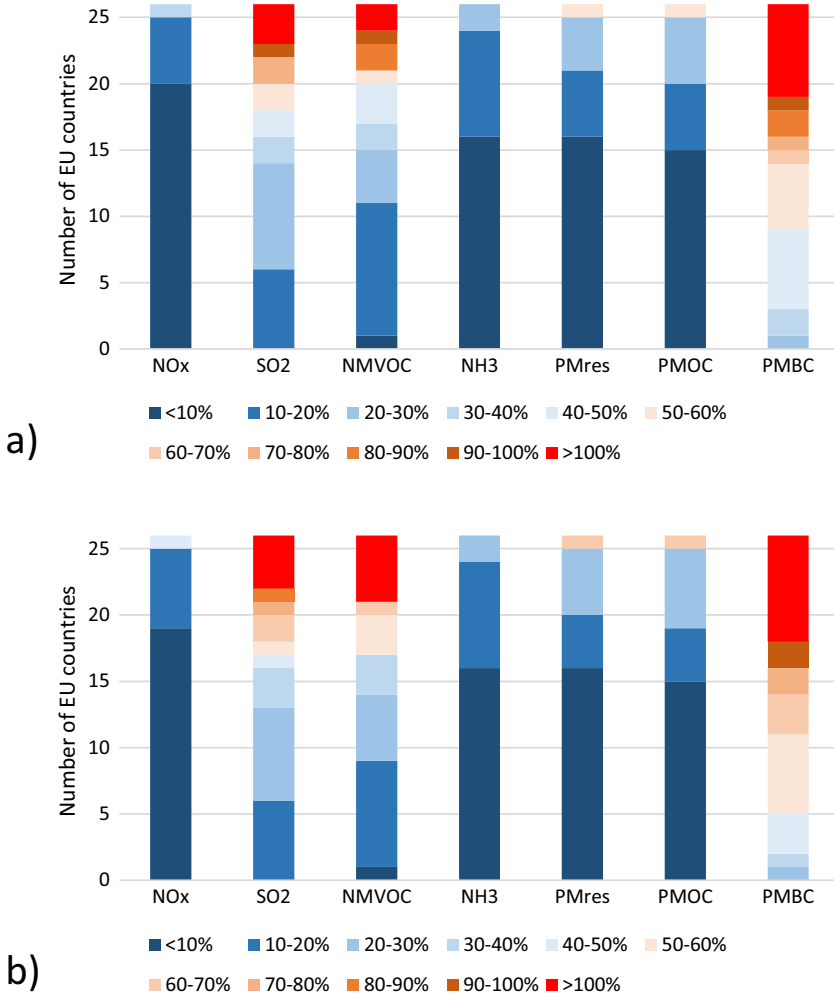 Number of EU countries
25
20
15
10
5
0
NOx SO2 NMVOC NH3 PMres PMOC PMBC
<10% 10-20% 20-30% 30-40% 40-50% 50-60%
a)
60-70% 70-80% 80-90% 90-100% >100%
Number of EU countries
25
20
15
10
5
0
NOx SO2 NMVOC NH3 PMres PMOC PMBC
<10% 10-20% 20-30% 30-40% 40-50% 50-60%
b)
60-70% 70-80% 80-90% 90-100% >100%